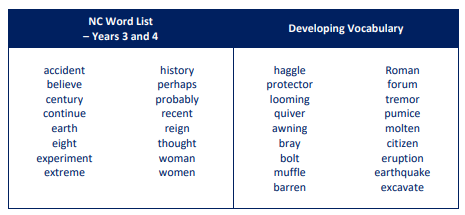 NC Word List
– Years 3 and 4
Developing Vocabulary
accident
believe
century
continue
earth
eight
experiment
extreme
history
perhaps
probably
recent
reign
thought
woman
women
haggle
protector
looming
quiver
awning
bray
bolt
muffle
barren
Roman
forum
tremor
pumice
molten
citizen
eruption
earthquake
excavate